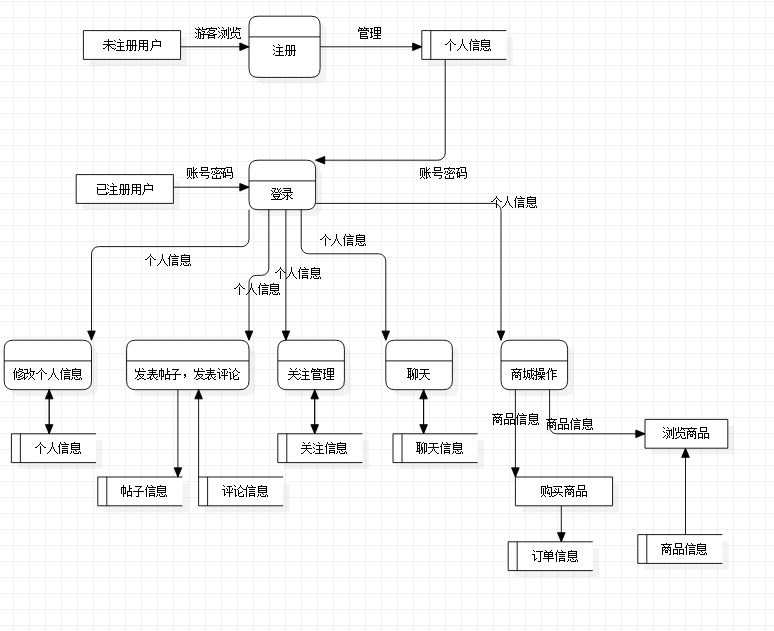 游客浏览
管理
未注册用户
注册
个人信息
账号密码
账号密码
已注册用户
登录
个人信息
个人信息
个人信息
个人信息
个人信息
修改个人信息
发表帖子，发表评论
关注管理
聊天
商城操作
商品信息
商品信息
浏览商品
个人信息
关注信息
聊天信息
帖子信息
评论信息
购买商品
订单信息
商品信息